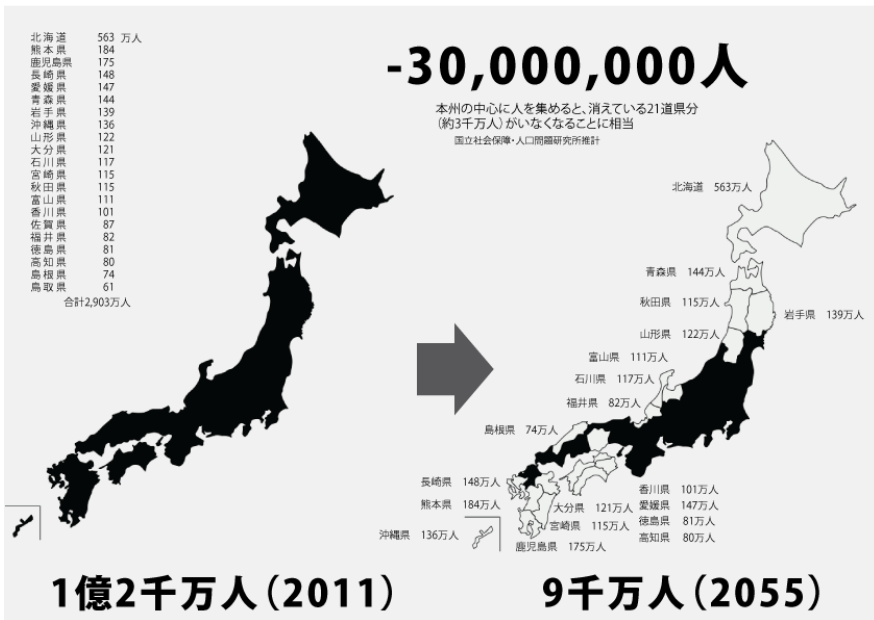 北海道 563 万人
熊本県 184
鹿児島県 175
長崎県 148
愛媛県 147
青森県 144
岩手県 139
沖縄県 136
山形県 122
大分県 121
石川県 117
宮崎県 115
秋田県 115
富山県 111
香川県 101
佐賀県 87
福井県 82
徳島県 81
高知県 80
島根県 74
鳥取県 61
合計2,903万人
-30,000,000人
本州の中心に人を集めると、消えている21道県分
(約3千万人)がいなくなることに相当
国立社会保障・人口問題研究所推計
北海道 563万人
青森県 144万人
秋田県 115万人
岩手県 139万人
山形県 122万人
富山県 111万人
石川県 117万人
福井県 82万人
島根県 74万人
長崎県 148万人
熊本県 184万人
沖縄県 136万人
大分県 121万人
宮崎県 115万人
鹿児島県 175万人
香川県 101万人
愛媛県 147万人
徳島県 81万人
高知県 80万人
1億2千万人(2011)
9千万人(2055)